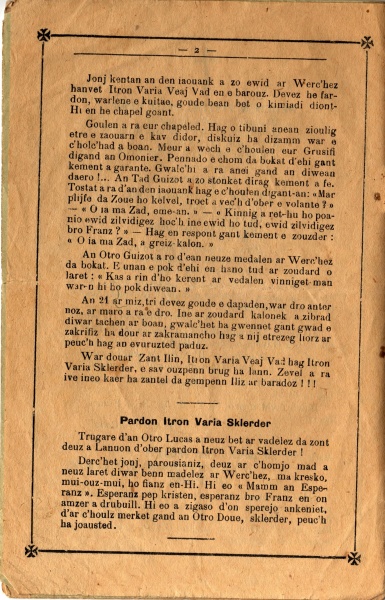 — 2 —
Jonj kentan an den iaouank a zo ewid ar Werc'hez
hanvet Itron Varia Veaj Vad en e barouz. Devez he far-
don, warlene e kuitae, goude bean bet o kimiadi diont-
Hi en he chapel goant.
Goulen a ra eur chapeled. Hag o tibuni anean zioulig
etre e zaouarn e kav didor, diskuiz ha dizamm war e
c'hole'had a boan. Meur a wech e c'houlen eur Grusifi
digand an Omonier. Pennado e chom da bokat d'ehi gant
kement a garante. Gwalc'hi a ra anei gand an diwean
daero !... An Tad Guizot a zo stonket dirag kement a fe.
Tostat a ra d'an den iaouank hag e c'houlen digant-an: «Mar
plijfe da Zoue ho kelvel, troet a vec'h d'ober e volante ? »
— « O ia ma Zad, eme-an. » — « Kinnig a ret-hu ho poa-
nio ewid zilvidigez hoc'h ine ewid ho tud, ewid zilvidigez
bro Franz ? » — Hag en respont gant kement e zouzder :
« O ia ma Zad, a greiz-kalon. »
An Otro Guizot a ro d'ean neuze medalen ar Werc'hez
da bokat. E unan e pok d'ehi en hano tud ar zoudard o
laret : « Kas a rin d'ho kerent ar vedalen vinniget-man
war-n hi ho pok diwean. »
An 21 ar miz, tri devez goude e dapaden, war dro anter
noz, ar maro a ra e dro. Ine ar zoudard kalonek a zibrad
diwar tachen ar boan, gwalc'het ha gwennet gant gwad e
zakrifiz ha dour ar zakramancho hag a nij etrezeg liorz ar
peuc'h hag an evuruzted paduz.
War douar Zant Ilin, Itron Varia Veaj Vad hag Itron
Varia Sklerder, e sav ouzpenn brug ha lann. Zevel a ra
ive ineo kaer ha zantel da gempenn Iliz ar baradoz ! ! !
Pardon Itron Varia Sklerder
Trugare d'an Otro Lucas a neuz bet ar vadelez da zont
deuz a Lanuon d'ober pardon Itron Varia Sklerder !
Derc'het jonj, parousianiz, deuz ar c'homjo mad a
neuz laret diwar benn madelez ar Werc'hez, ma kresko,
mui-ouz-mui, ho fianz en-Hi. Hi eo « Mamm an Espe-
ranz ». Esperanz pep kristen, esperanz bro Franz en on
amzer a drubuill. Hi eo a zigaso d'on sperejo ankeniet,
d'ar c'houlz merket gand an Otro Doue, sklerder, peuc'h
ha joausted.